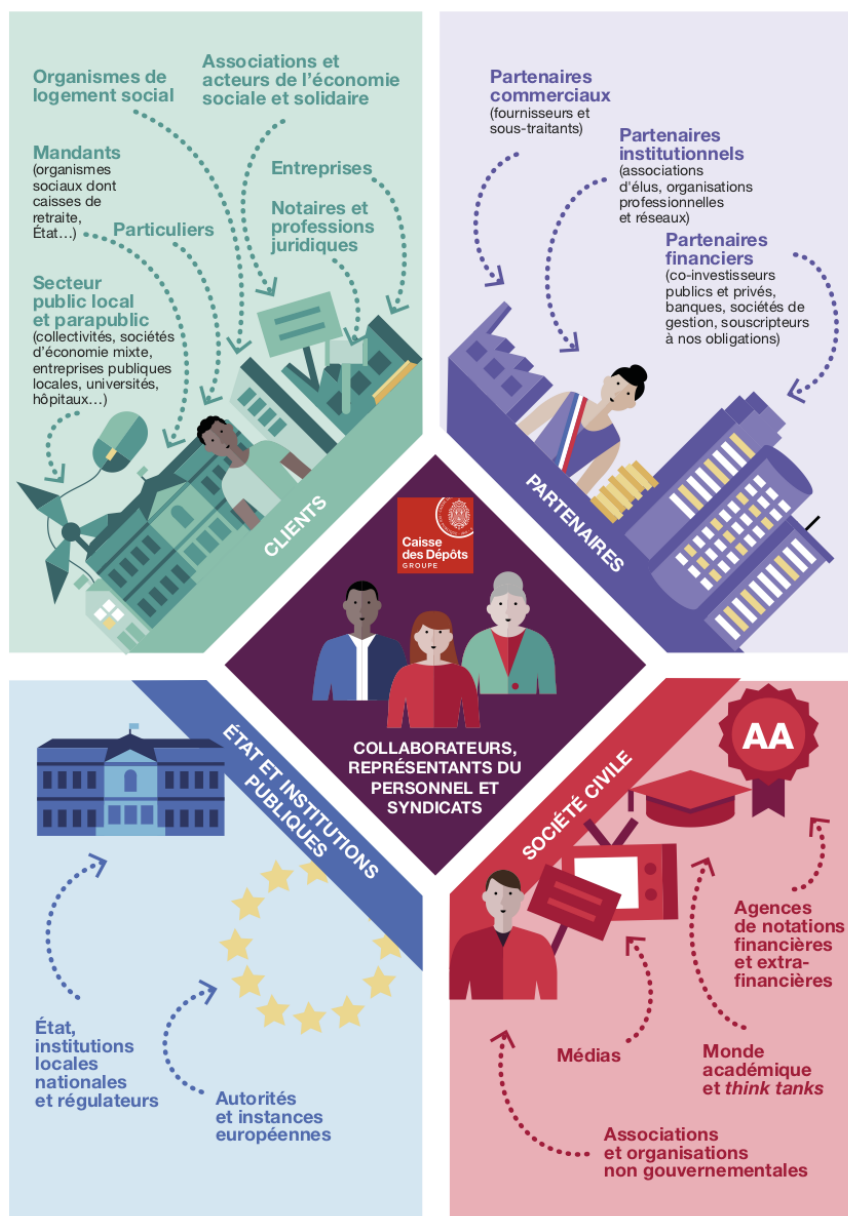 Organismes de
logement social
Associations et
acteurs de l'économie
sociale et solidaire
Mandants
(organismes
sociaux dont
caisses de
retraite,
État…)
Particuliers
Entreprises
Notaires et
professions
juridiques
Secteur
public local
et parapublic
(collectivités, sociétés
d'économie mixte,
entreprises publiques
locales, universités,
hôpitaux…)
CLIENTS
Partenaires
commerciaux
(fournisseurs et
sous-traitants)
Partenaires
institutionnels
(associations
d'élus, organisations
professionnelles
et réseaux)
Partenaires
financiers
(co-investisseurs
publics et privés,
banques, sociétés de
gestion, souscripteurs
à nos obligations)
PARTENAIRES
Caisse
des Dépôts
GROUPE
COLLABORATEURS,
REPRÉSENTANTS DU
PERSONNEL ET
SYNDICATS
ÉTAT ET INSTITUTIONS
PUBLIQUES
État,
institutions
locales
nationales
et régulateurs
Autorités
et instances
européennes
SOCIÉTÉ CIVILE
AA
Agences
de notations
financières
et extra-
financières
Médias
Monde
académique
et think tanks
Associations
et organisations
non gouvernementales